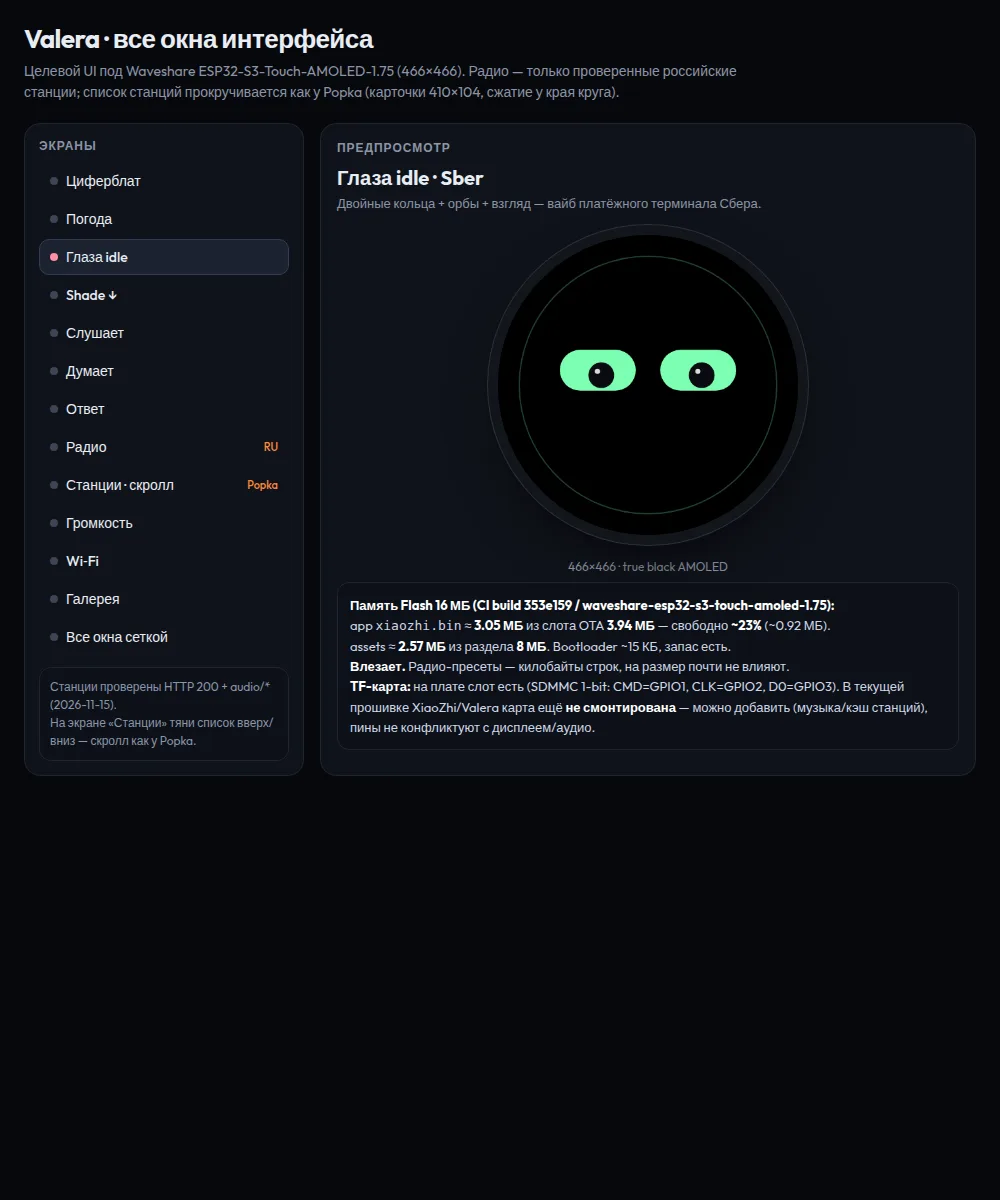 Valera · все окна интерфейса
Целевой UI под Waveshare ESP32-S3-Touch-AMOLED-1.75 (466×466). Радио — только проверенные российские
станции; список станций прокручивается как у Popka (карточки 410×104, сжатие у края круга).
ЭКРАНЫ
Циферблат
Погода
Глаза idle
Shade ↓
Слушает
Думает
Ответ
Радио RU
Станции · скролл Popka
Громкость
Wi-Fi
Галерея
Все окна сеткой
Станции проверены HTTP 200 + audio/*
(2026-11-15).
На экране «Станции» тяни список вверх/
вниз — скролл как у Popka.
ПРЕДПРОСМОТР
Глаза idle · Sber
Двойные кольца + орбы + взгляд — вайб платёжного терминала Сбера.
466×466 · true black AMOLED
Память Flash 16 МБ (CI build 353e159 / waveshare-esp32-s3-touch-amoled-1.75):
app xiaozhi.bin ≈ 3.05 МБ из слота OTA 3.94 МБ — свободно ~23% (~0.92 МБ).
assets ≈ 2.57 МБ из раздела 8 МБ. Bootloader ~15 КБ, запас есть.
Влезает. Радио-пресеты — килобайты строк, на размер почти не влияют.
TF-карта: на плате слот есть (SDMMC 1-bit: CMD=GPIO1, CLK=GPIO2, D0=GPIO3). В текущей
прошивке XiaoZhi/Valera карта ещё не смонтирована — можно добавить (музыка/кэш станций),
пины не конфликтуют с дисплеем/аудио.